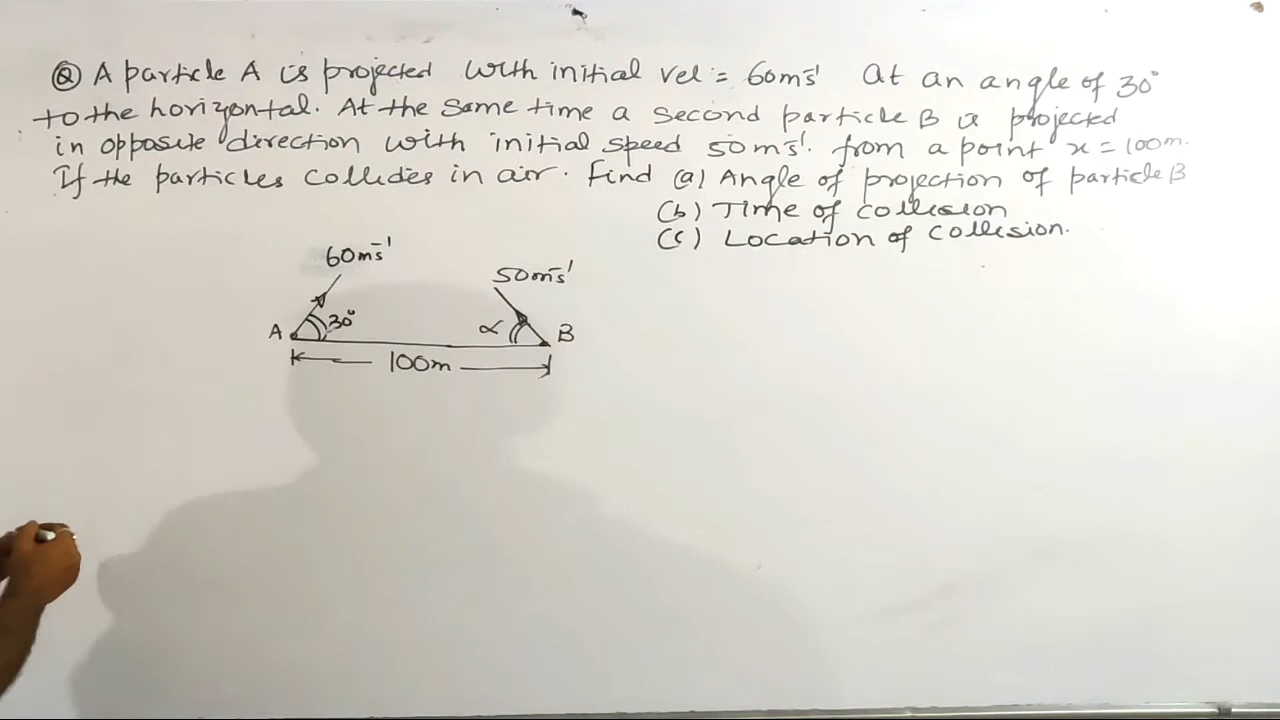 Q A particle A is projected with initial vel = 60ms⁻¹ at an angle of 30°
to the horizontal. At the same time a second particle B is projected
in opposite direction with initial speed 50ms⁻¹. from a point x = 100m.
If the particles collides in air. Find (a) Angle of projection of particle B
(b) Time of collision
(c) Location of collision.
60ms⁻¹
50ms⁻¹
A 30° α B
100m